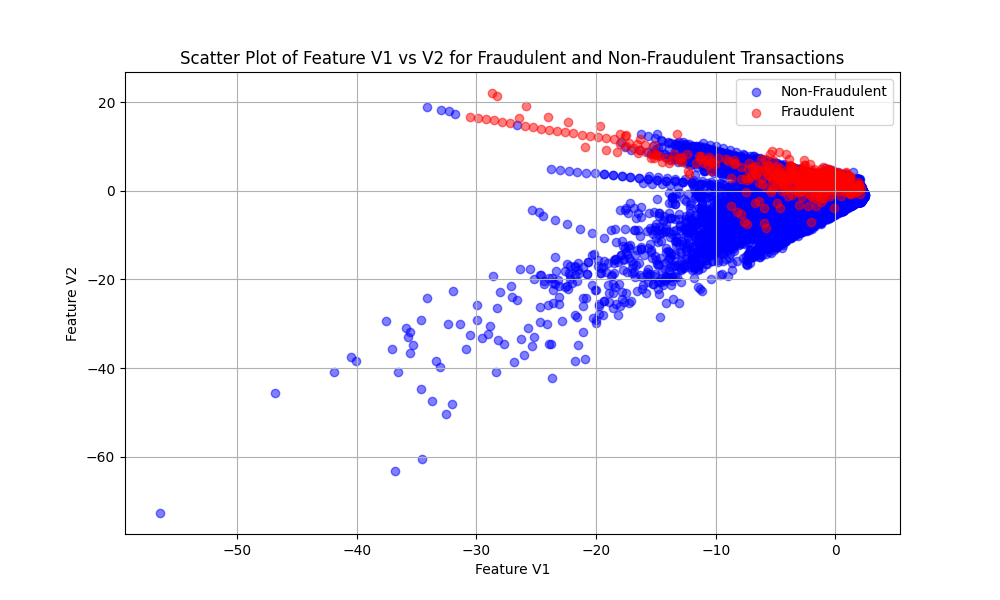 Scatter Plot of Feature V1 vs V2 for Fraudulent and Non-Fraudulent Transactions
Non-Fraudulent
Fraudulent
20
0
−20
−40
−60
Feature V2
−50
−40
−30
−20
−10
0
Feature V1